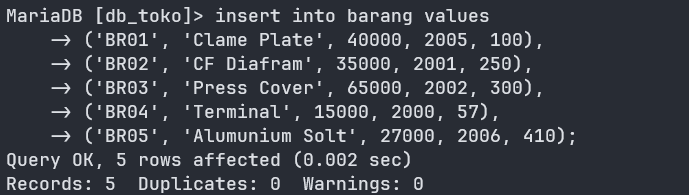 MariaDB [db_toko]> insert into barang values
    -> ('BR01', 'Clame Plate', 40000, 2005, 100),
    -> ('BR02', 'CF Diafram', 35000, 2001, 250),
    -> ('BR03', 'Press Cover', 65000, 2002, 300),
    -> ('BR04', 'Terminal', 15000, 2000, 57),
    -> ('BR05', 'Alumunium Solt', 27000, 2006, 410);
Query OK, 5 rows affected (0.002 sec)
Records: 5  Duplicates: 0  Warnings: 0